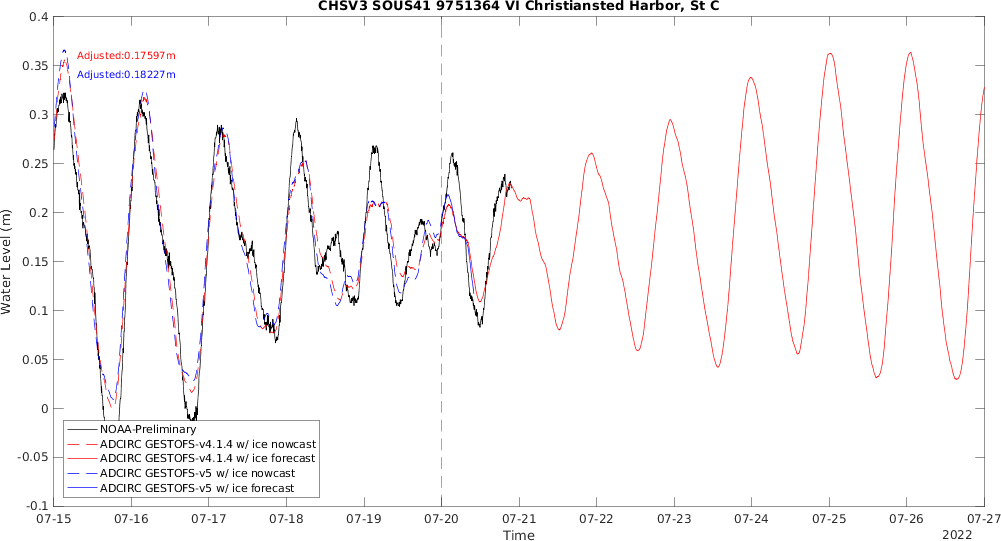 CHSV3 SOUS41 9751364 VI Christiansted Harbor, St C
Adjusted:0.17597m
Adjusted:0.18227m
0.4
0.35
0.3
0.25
0.2
0.15
0.1
0.05
0
-0.05
-0.1
Water Level (m)
NOAA-Preliminary
ADCIRC GESTOFS-v4.1.4 w/ ice nowcast
ADCIRC GESTOFS-v4.1.4 w/ ice forecast
ADCIRC GESTOFS-v5 w/ ice nowcast
ADCIRC GESTOFS-v5 w/ ice forecast
07-15 07-16 07-17 07-18 07-19 07-20 07-21 07-22 07-23 07-24 07-25 07-26 07-27
Time
2022